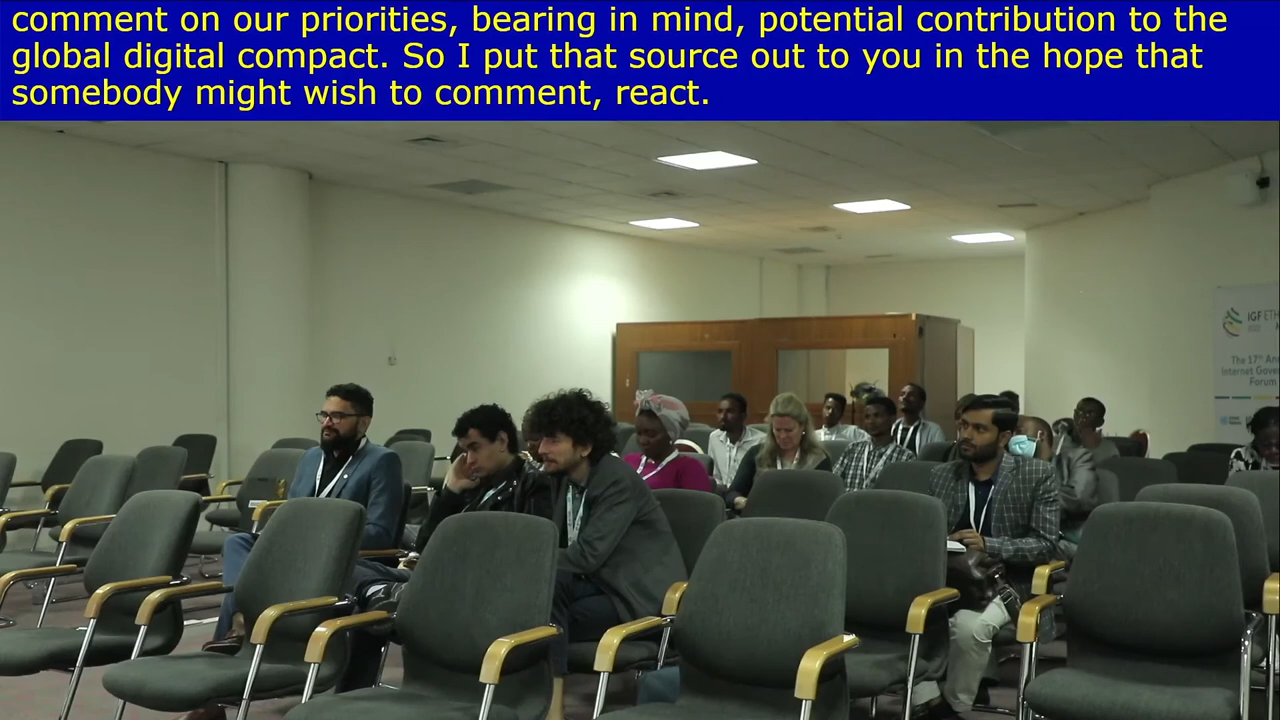 comment on our priorities, bearing in mind, potential contribution to the
global digital compact. So I put that source out to you in the hope that
somebody might wish to comment, react.
IGF ETH
The 17th An
Internet Gove
Forum